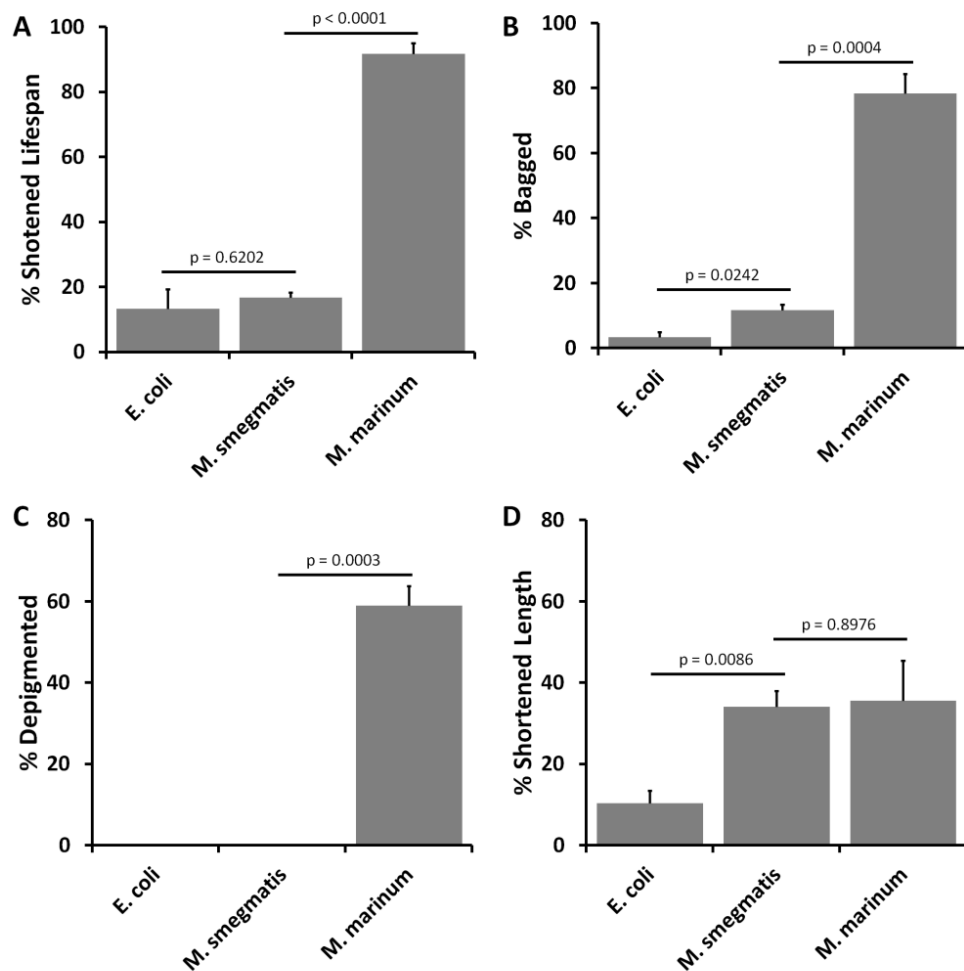 A
% Shotened Lifespan
100
80
60
40
20
0
p < 0.0001
p = 0.6202
E. coli
M. smegmatis
M. marinum
B
% Bagged
100
80
60
40
20
0
p = 0.0004
p = 0.0242
E. coli
M. smegmatis
M. marinum
C
% Depigmented
80
60
40
20
0
p = 0.0003
E. coli
M. smegmatis
M. marinum
D
% Shortened Length
80
60
40
20
0
p = 0.8976
p = 0.0086
E. coli
M. smegmatis
M. marinum